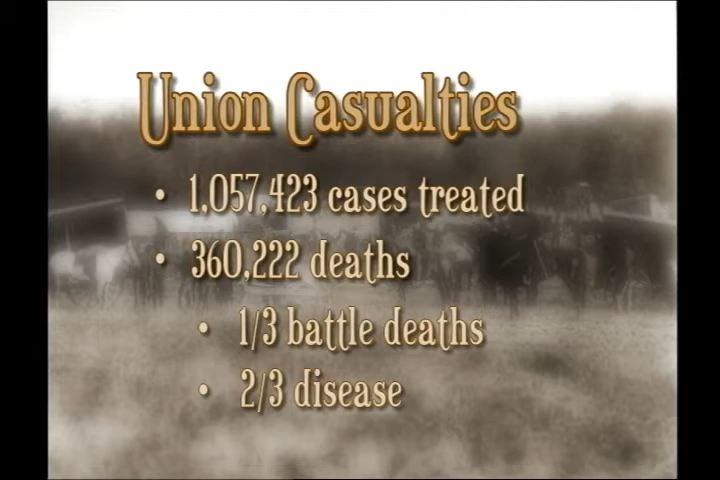 Union Casualties
• 1,057,423 cases treated
• 360,222 deaths
• 1/3 battle deaths
• 2/3 disease